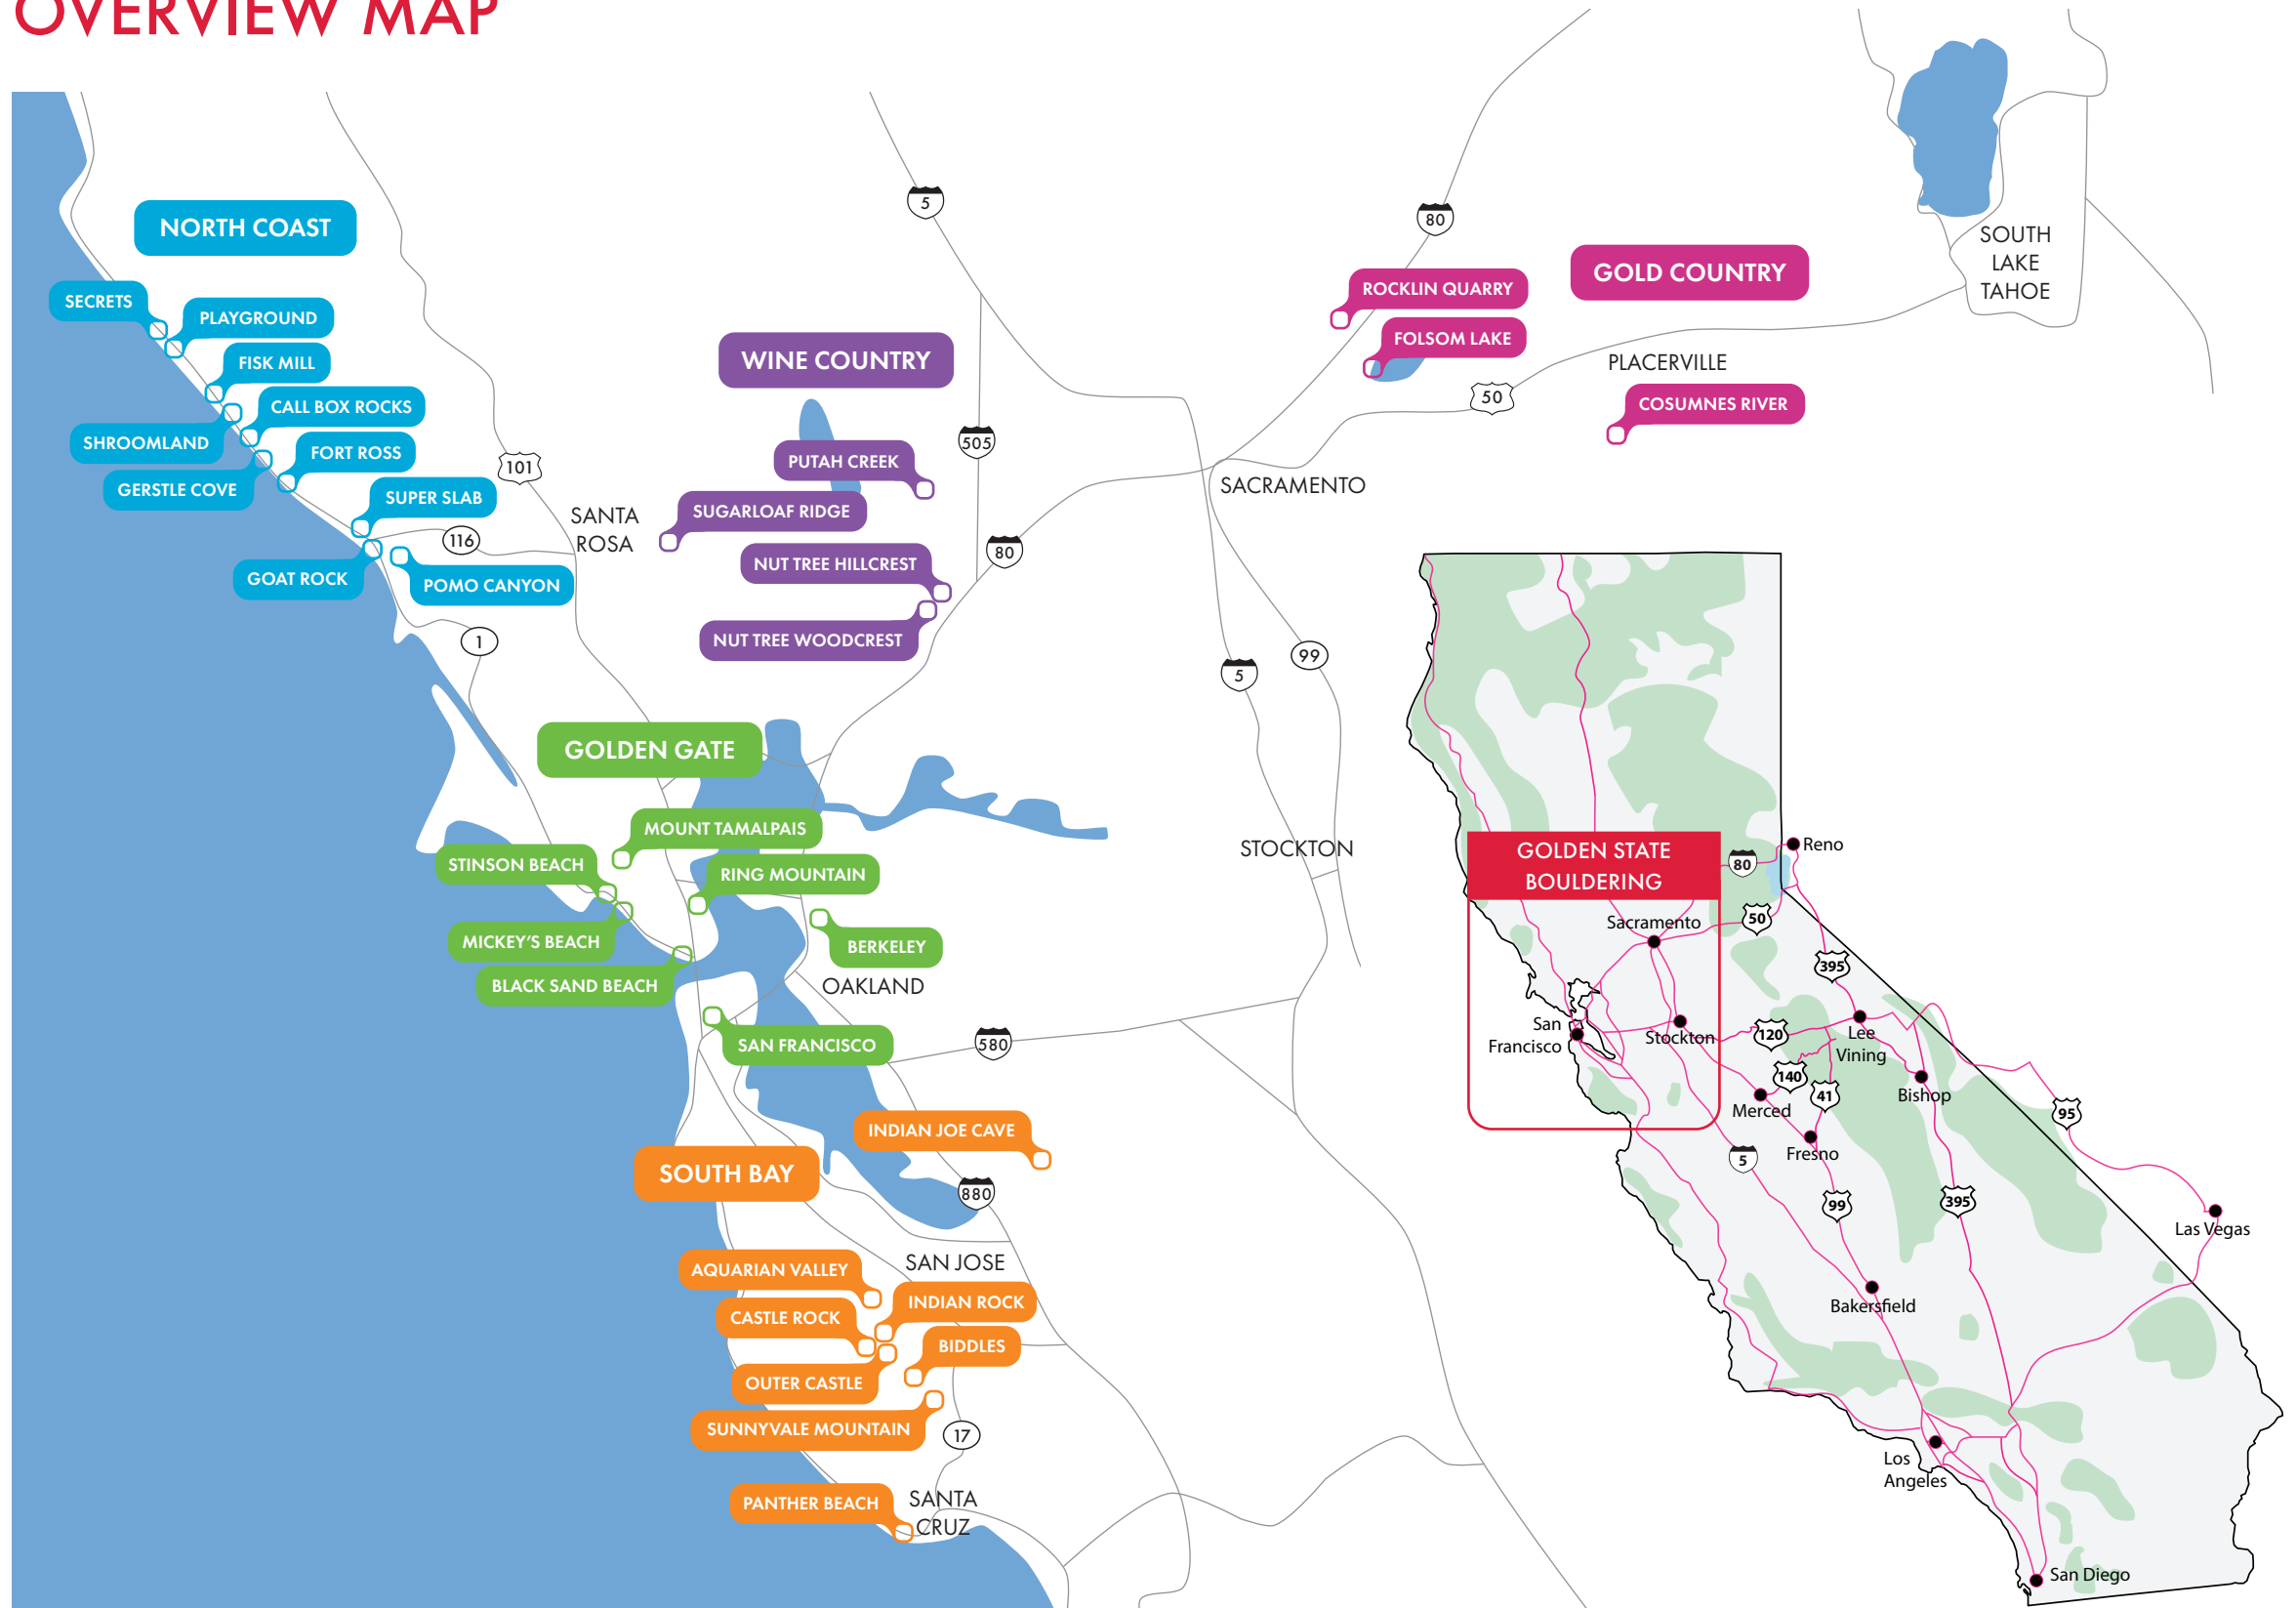 OVERVIEW MAP
NORTH COAST
SECRETS
PLAYGROUND
FISK MILL
CALL BOX ROCKS
SHROOMLAND
FORT ROSS
GERSTLE COVE
SUPER SLAB
GOAT ROCK
POMO CANYON
116
101
1
SANTA
ROSA
5
505
80
WINE COUNTRY
PUTAH CREEK
SUGARLOAF RIDGE
NUT TREE HILLCREST
NUT TREE WOODCREST
80
GOLD COUNTRY
ROCKLIN QUARRY
FOLSOM LAKE
COSUMNES RIVER
PLACERVILLE
50
SOUTH
LAKE
TAHOE
SACRAMENTO
5
99
STOCKTON
GOLDEN GATE
MOUNT TAMALPAIS
STINSON BEACH
RING MOUNTAIN
MICKEY'S BEACH
BERKELEY
BLACK SAND BEACH
OAKLAND
SAN FRANCISCO
580
SOUTH BAY
INDIAN JOE CAVE
880
SAN JOSE
AQUARIAN VALLEY
INDIAN ROCK
CASTLE ROCK
BIDDLES
OUTER CASTLE
SUNNYVALE MOUNTAIN
17
PANTHER BEACH
SANTA
CRUZ
GOLDEN STATE
BOULDERING
Reno
80
50
Sacramento
395
San
Francisco
Stockton
120
Lee
Vining
140
41
Merced
Bishop
95
Fresno
5
99
395
Las Vegas
Bakersfield
Los
Angeles
San Diego